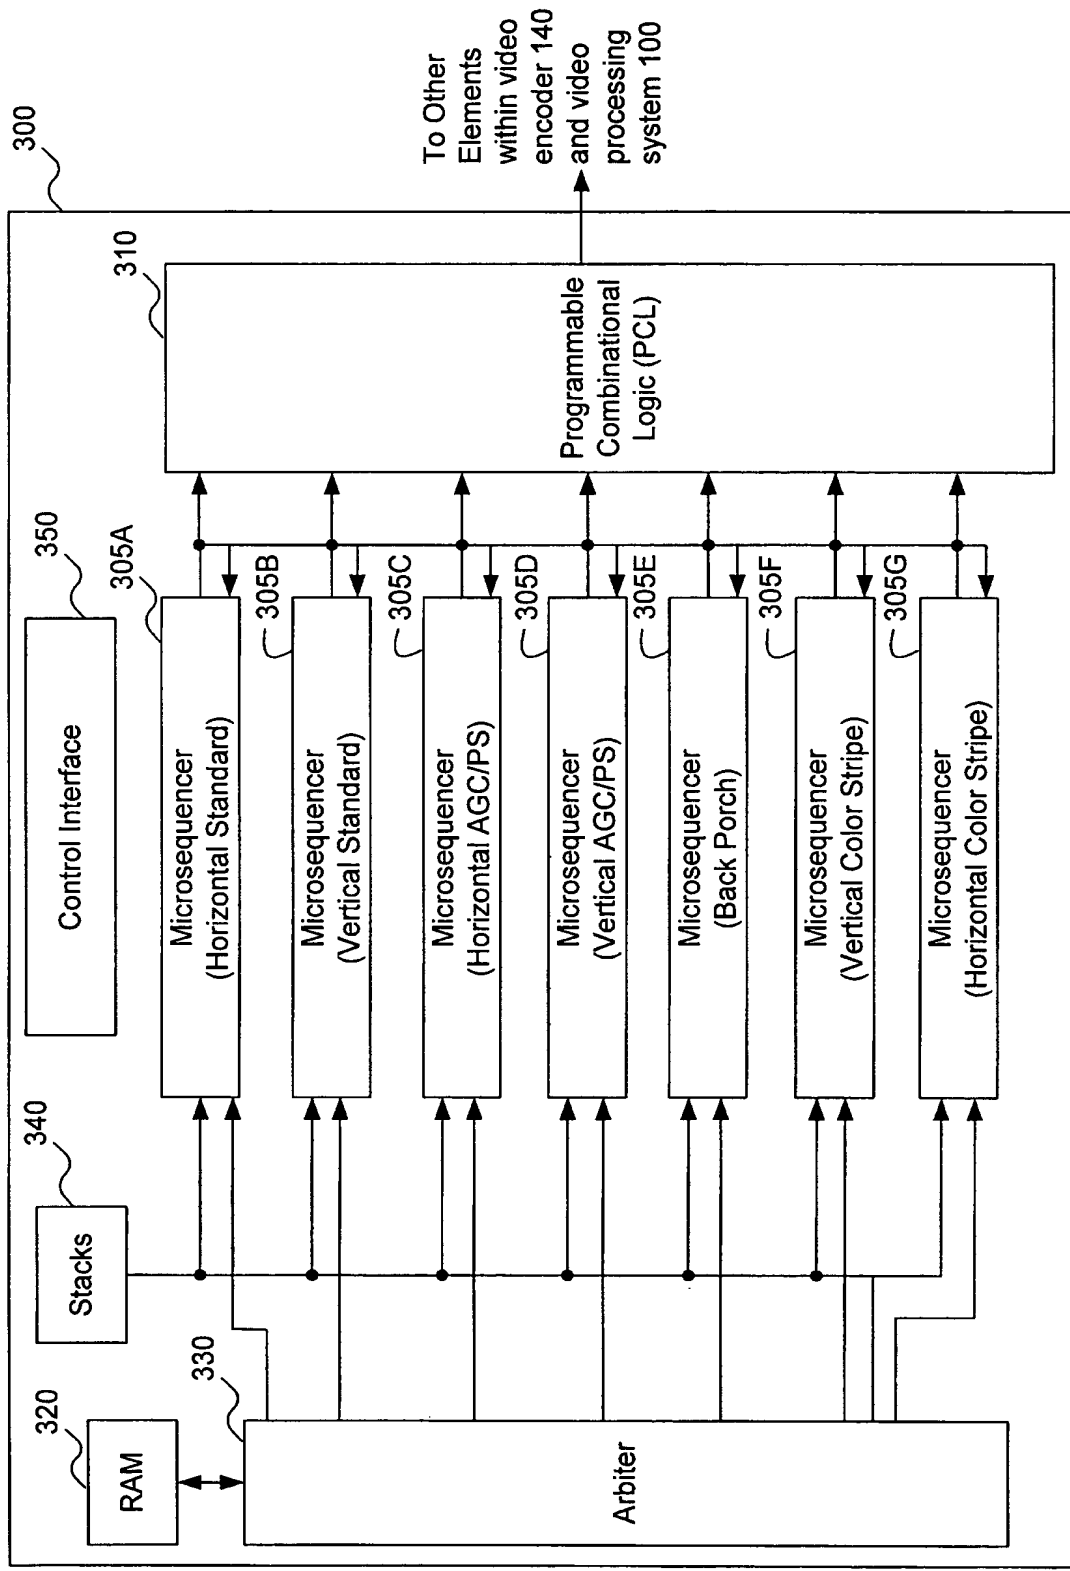 300
To Other
Elements
within video
encoder 140
and video
processing
system 100
310
Programmable
Combinational
Logic (PCL)
350
Control Interface
305A
Microsequencer
(Horizontal Standard)
305B
Microsequencer
(Vertical Standard)
305C
Microsequencer
(Horizontal AGC/PS)
305D
Microsequencer
(Vertical AGC/PS)
305E
Microsequencer
(Back Porch)
305F
Microsequencer
(Vertical Color Stripe)
305G
Microsequencer
(Horizontal Color Stripe)
340
Stacks
320
RAM
330
Arbiter